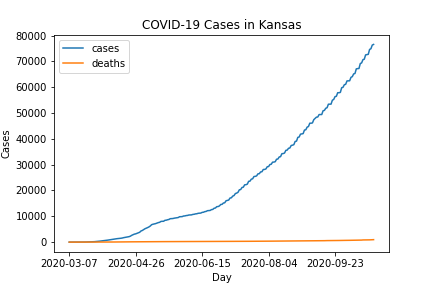 COVID-19 Cases in Kansas
80000
70000
60000
50000
40000
30000
20000
10000
0
Cases
cases
deaths
2020-03-07 2020-04-26 2020-06-15 2020-08-04 2020-09-23
Day